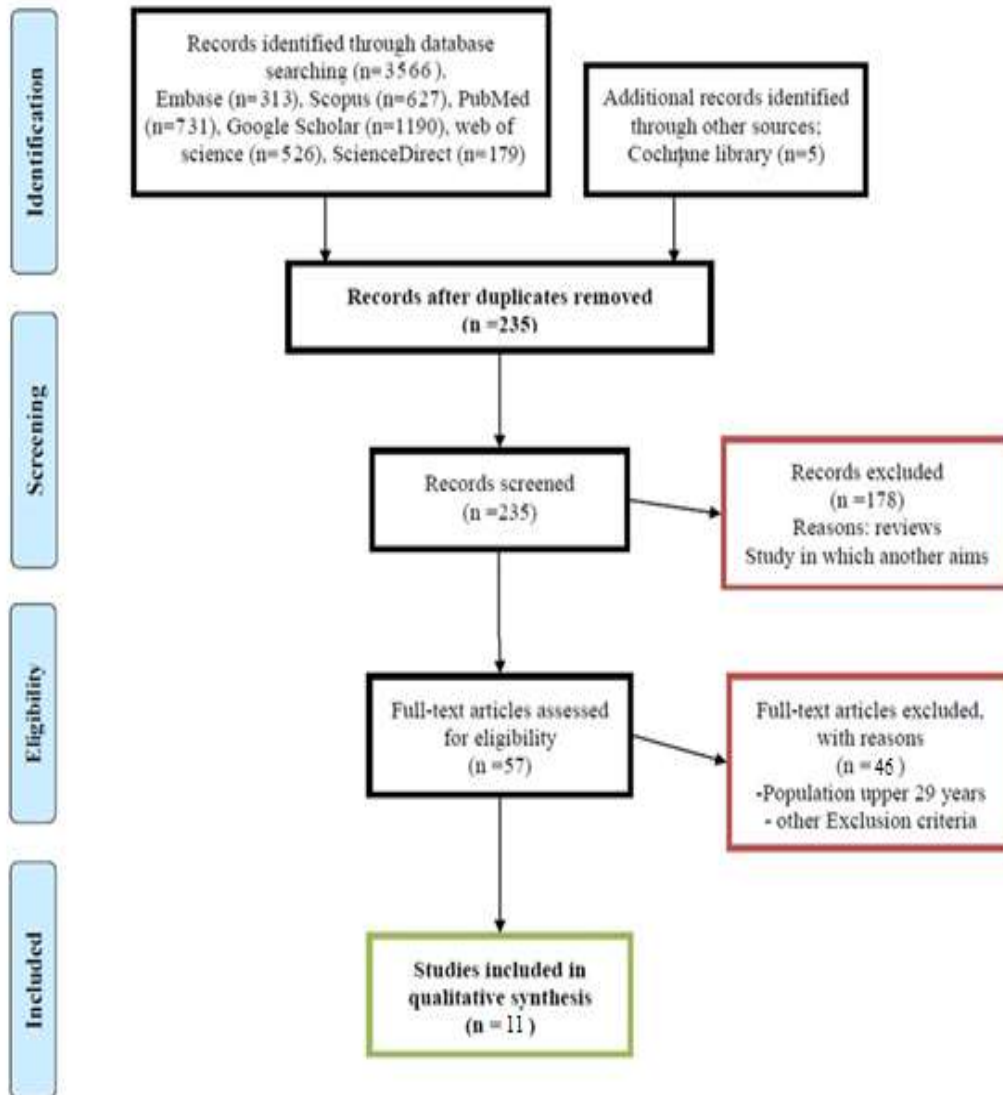 Identification
Records identified through database
searching (n=3566),
Embase (n=313), Scopus (n=627), PubMed
(n=731), Google Scholar (n=1190), web of
science (n=526), ScienceDirect (n=179)
Additional records identified
through other sources:
Cochrane library (n=5)
Records after duplicates removed
(n =235)
Screening
Records screened
(n =235)
Records excluded
(n =178)
Reasons: reviews
Study in which another aims
Eligibility
Full-text articles assessed
for eligibility
(n =57)
Full-text articles excluded,
with reasons
(n = 46 )
-Population upper 29 years
- other Exclusion criteria
Included
Studies included in
qualitative synthesis
(n = 11 )